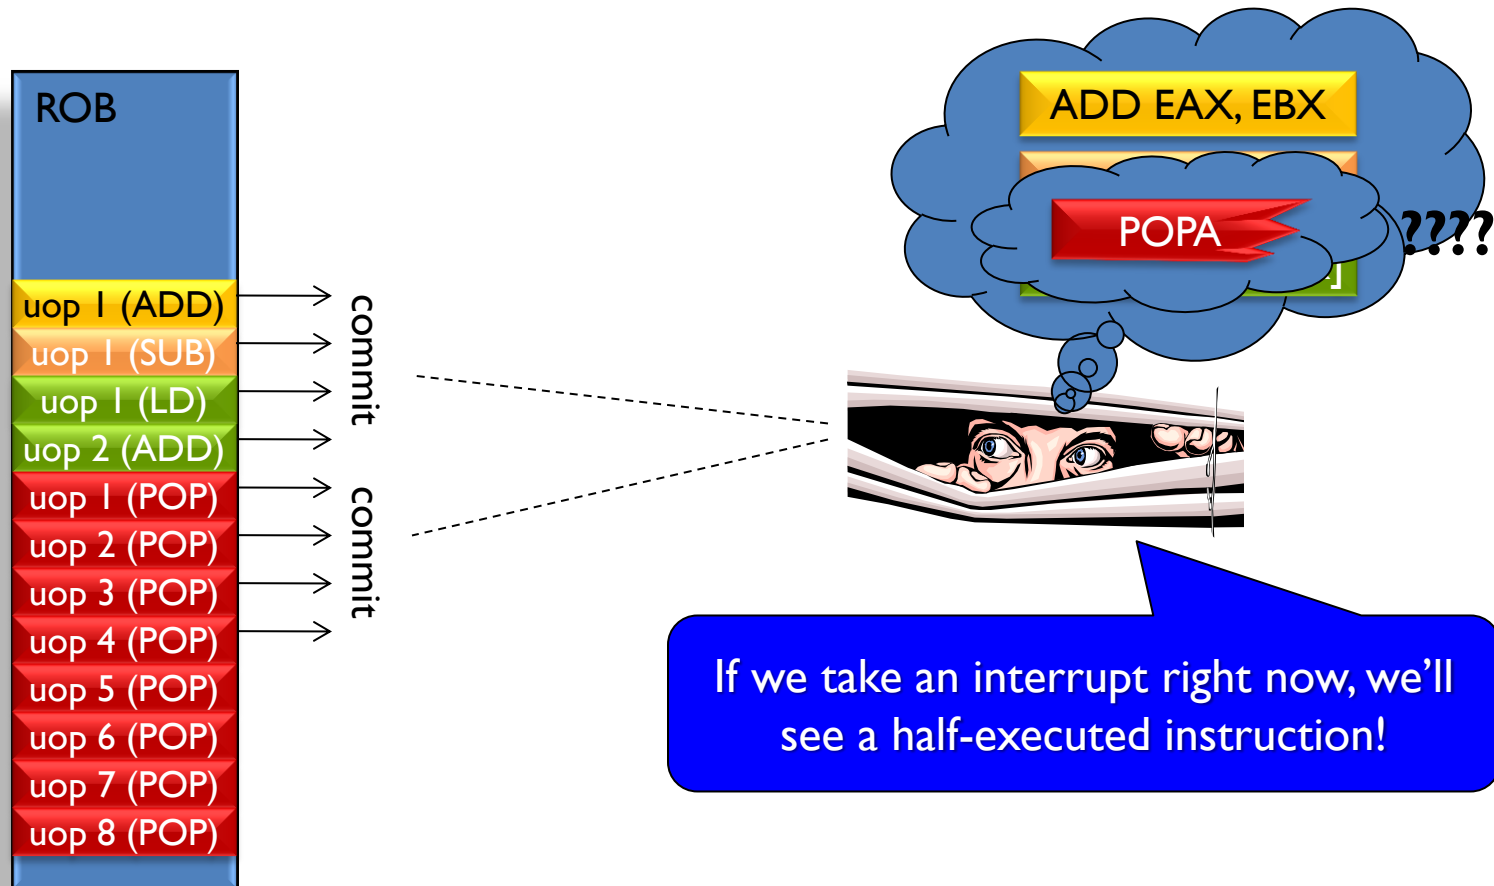 ROB
uop 1 (ADD)
uop 1 (SUB)
uop 1 (LD)
uop 2 (ADD)
uop 1 (POP)
uop 2 (POP)
uop 3 (POP)
uop 4 (POP)
uop 5 (POP)
uop 6 (POP)
uop 7 (POP)
uop 8 (POP)
commit
commit
ADD EAX, EBX
POPA
????
]
If we take an interrupt right now, we’ll
see a half-executed instruction!